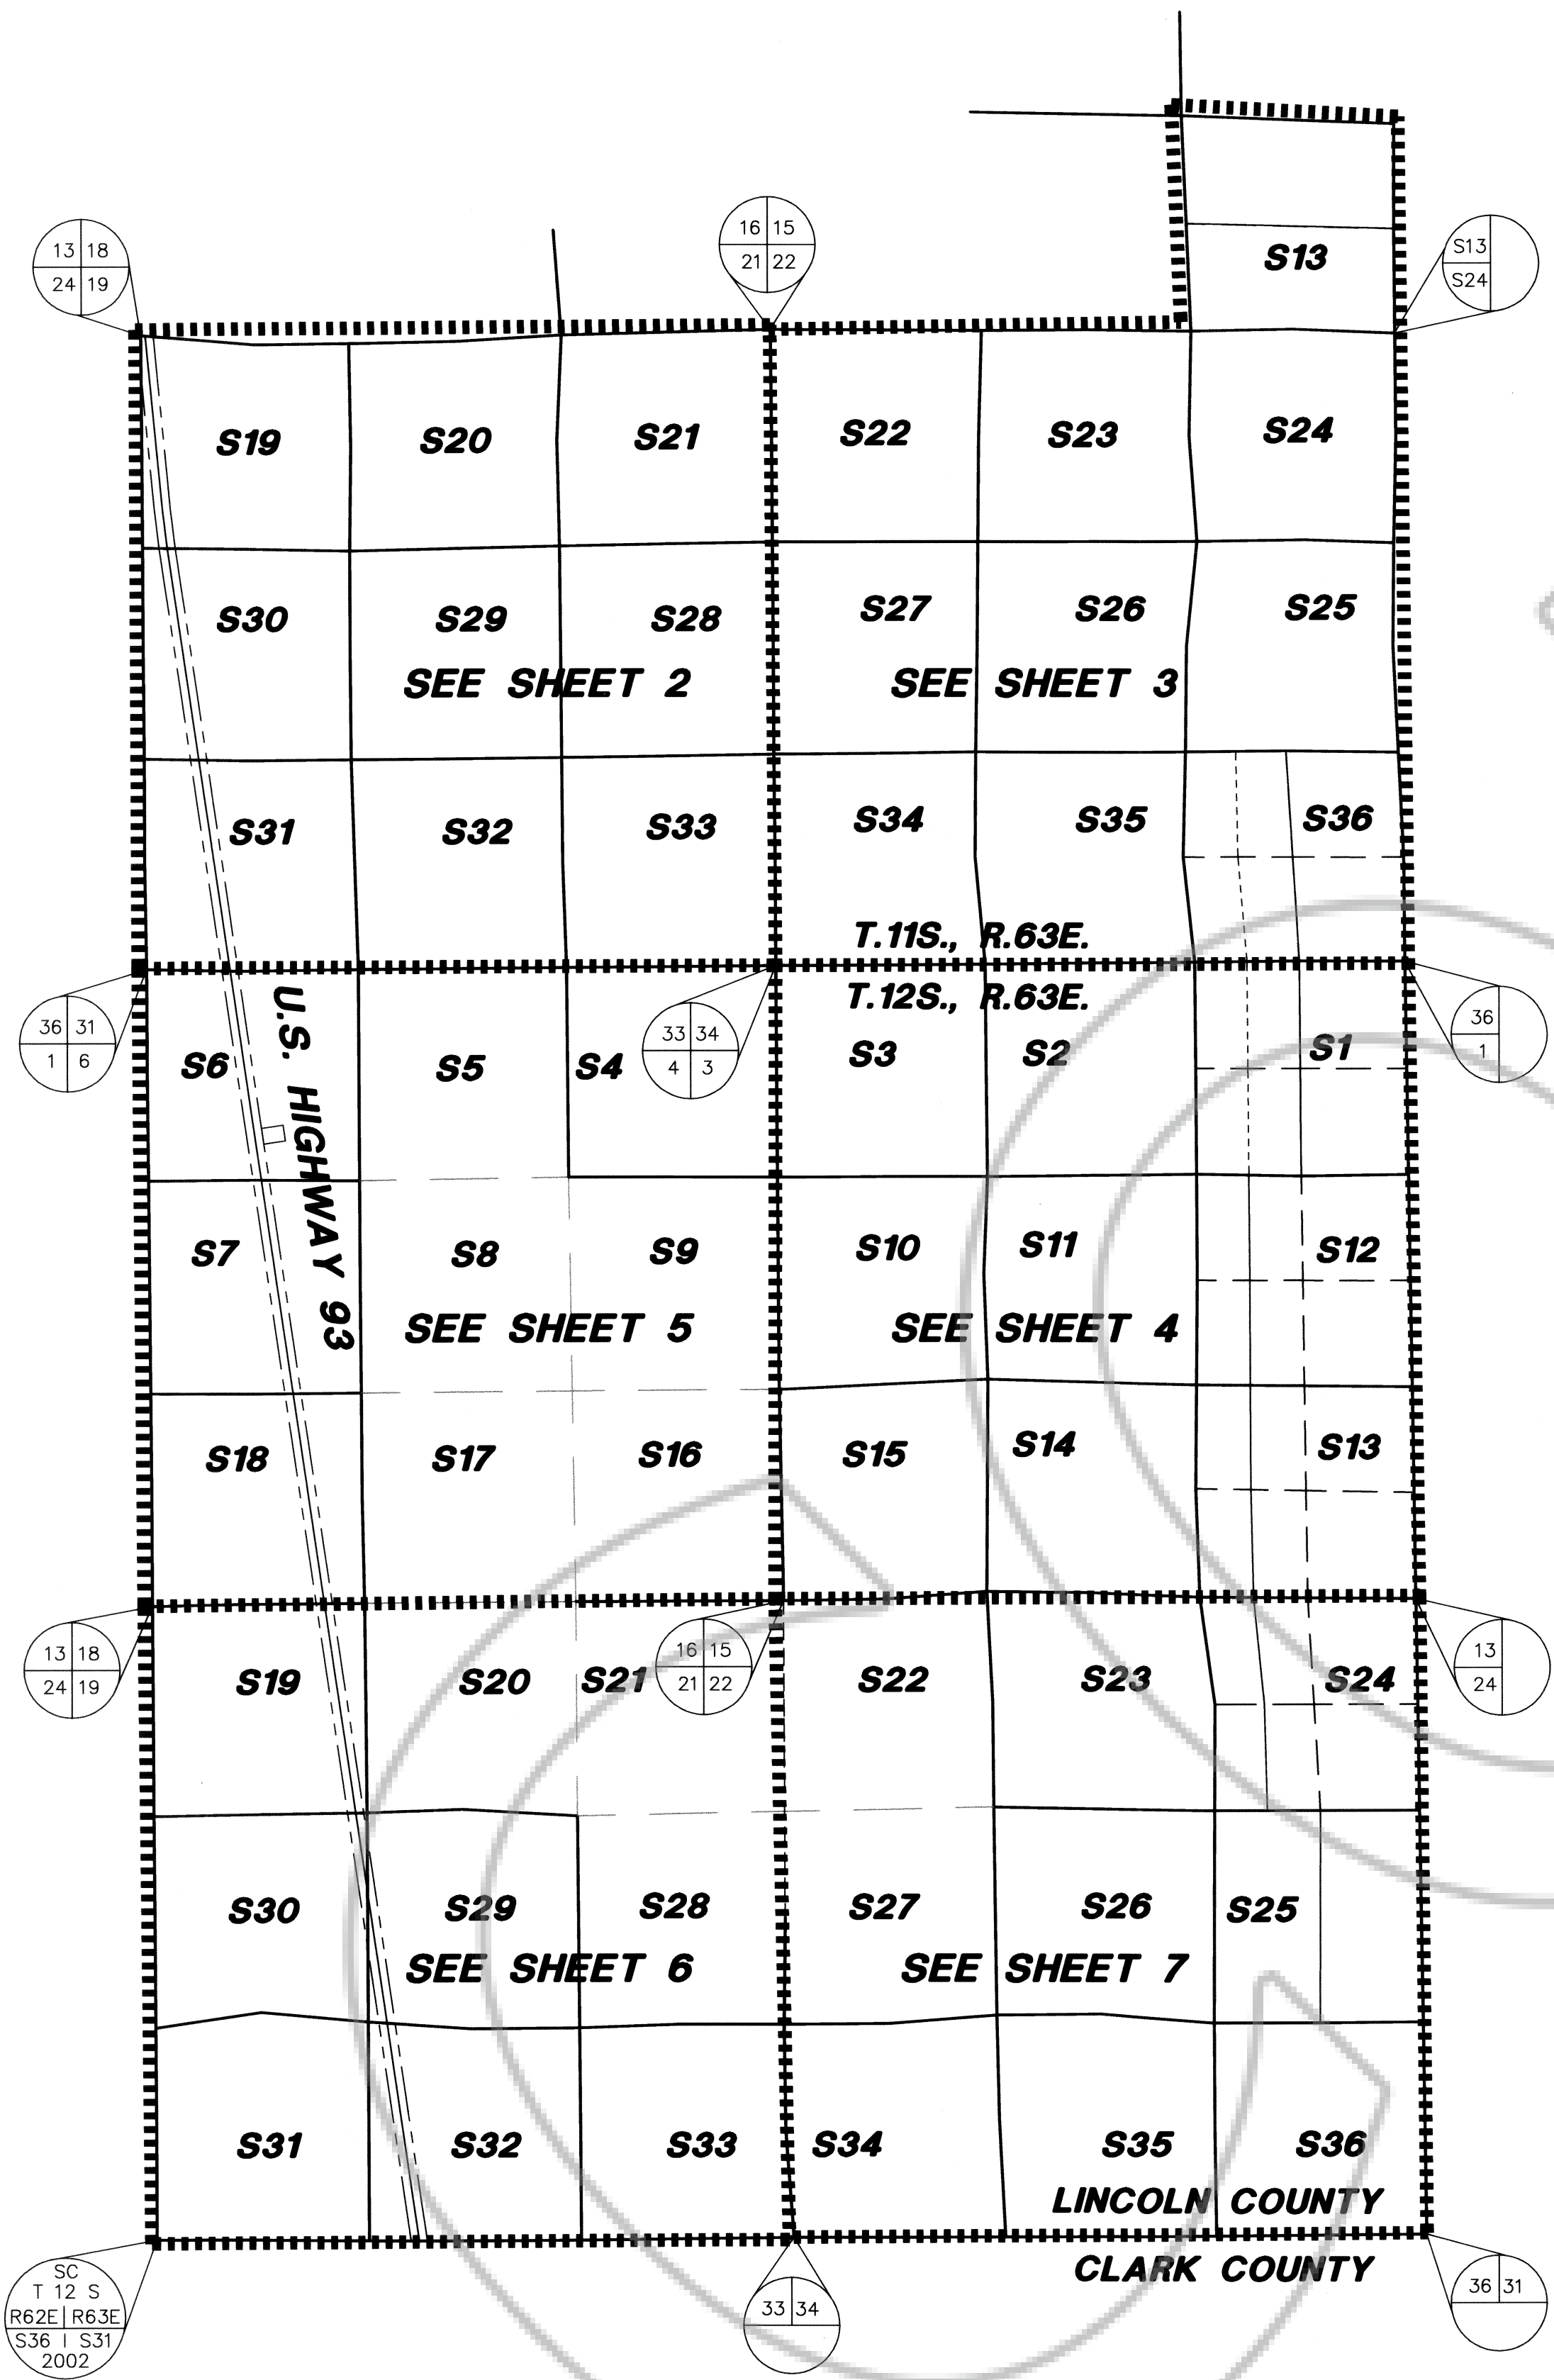 16 15
21 22
13 18
24 19
S13
S24
S13
S19 S20 S21 S22 S23 S24
S30 S29 S28 S27 S26 S25
SEE SHEET 2 SEE SHEET 3
S31 S32 S33 S34 S35 S36
T.11S., R.63E.
T.12S., R.63E.
36 31
1 6
33 34
4 3
36
1
S6 S5 S4 S3 S2 S1
U.S. HIGHWAY 93
S7 S8 S9 S10 S11 S12
SEE SHEET 5 SEE SHEET 4
S18 S17 S16 S15 S14 S13
13 18
24 19
16 15
21 22
13
24
S19 S20 S21 S22 S23 S24
S30 S29 S28 S27 S26 S25
SEE SHEET 6 SEE SHEET 7
S31 S32 S33 S34 S35 S36
LINCOLN COUNTY
CLARK COUNTY
SC
T 12 S
R62E R63E
S36 | S31
2002
33 34
36 31